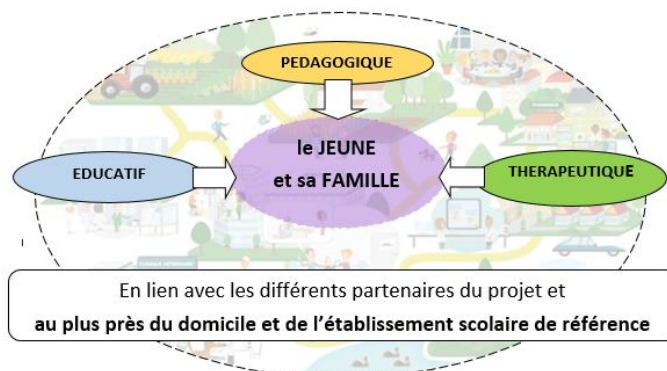 PEDAGOGIQUE
le JEUNE
et sa FAMILLE
EDUCATIF
THERAPEUTIQUE
En lien avec les différents partenaires du projet et
au plus près du domicile et de l’établissement scolaire de référence